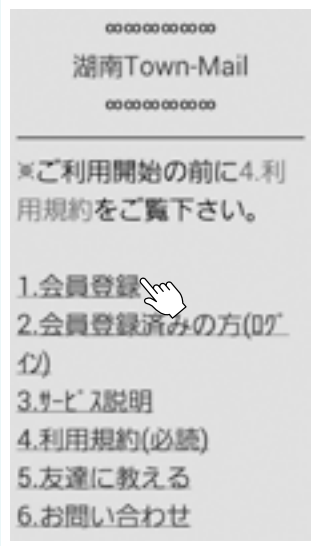 ∞∞∞∞∞∞
湖南Town-Mail
∞∞∞∞∞∞
※ご利用開始の前に4.利
用規約をご覧下さい。
1.会員登録
2.会員登録済みの方(ﾛｸﾞ
ｲﾝ)
3.ｻｰﾋﾞｽ説明
4.利用規約(必読)
5.友達に教える
6.お問い合わせ